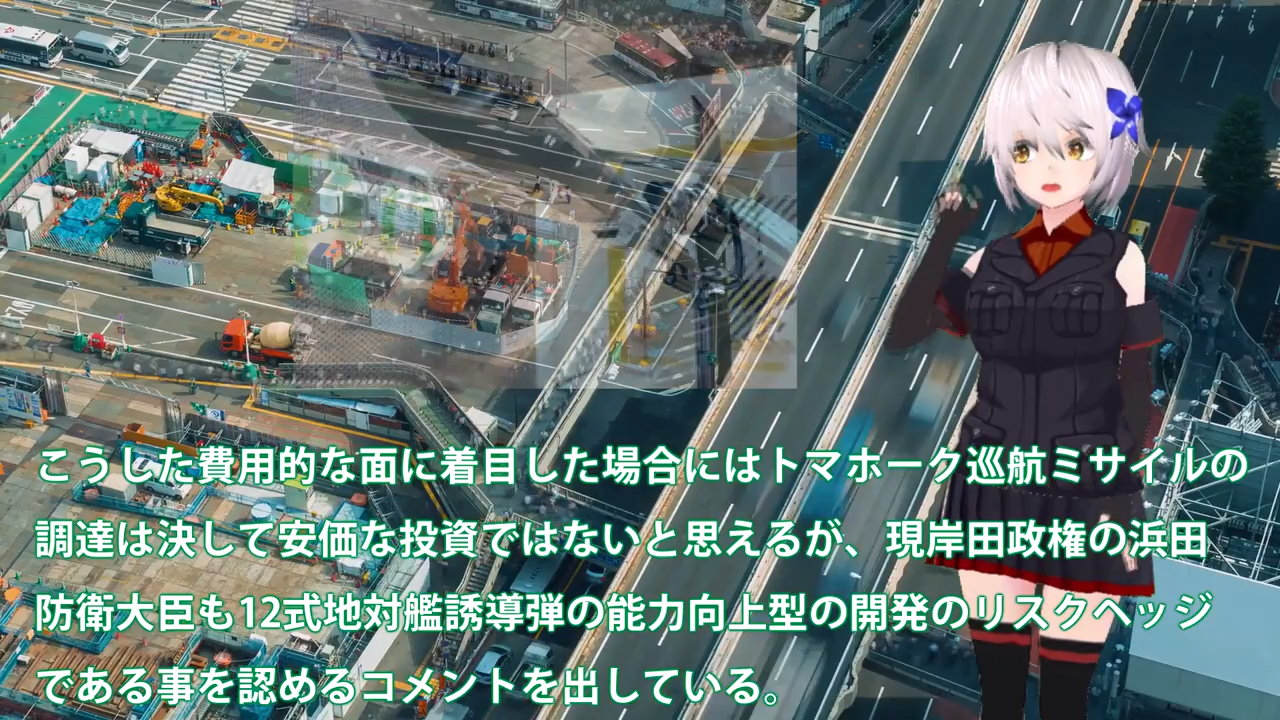 こうした費用的な面に着目した場合にはトマホーク巡航ミサイルの
調達は決して安価な投資ではないと思えるが、現岸田政権の浜田
防衛大臣も12式地対艦誘導弾の能力向上型の開発のリスクヘッジ
である事を認めるコメントを出している。